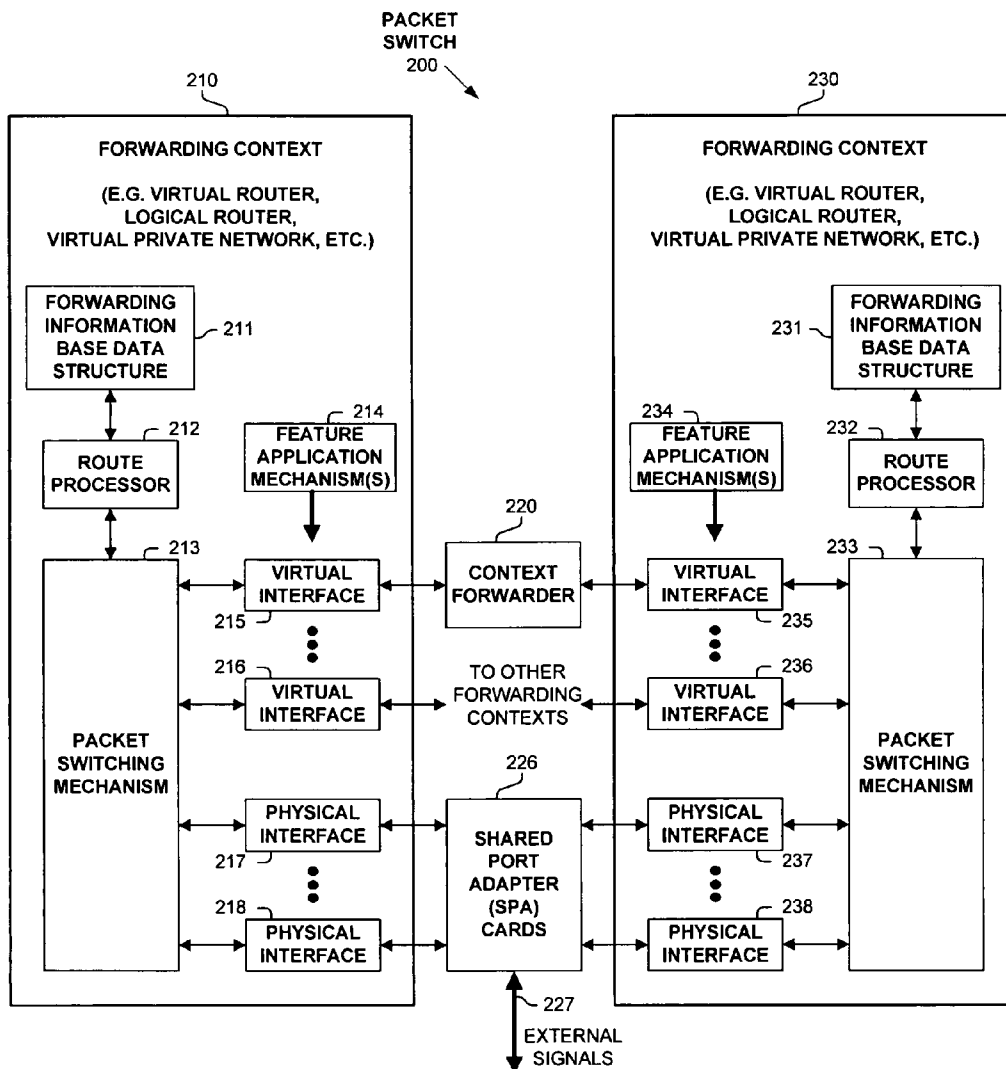 PACKET
SWITCH
200
210
230
FORWARDING CONTEXT
(E.G. VIRTUAL ROUTER,
LOGICAL ROUTER,
VIRTUAL PRIVATE NETWORK, ETC.)
FORWARDING CONTEXT
(E.G. VIRTUAL ROUTER,
LOGICAL ROUTER,
VIRTUAL PRIVATE NETWORK, ETC.)
FORWARDING
INFORMATION
BASE DATA
STRUCTURE
211
231
FORWARDING
INFORMATION
BASE DATA
STRUCTURE
212
ROUTE
PROCESSOR
214
FEATURE
APPLICATION
MECHANISM(S)
234
FEATURE
APPLICATION
MECHANISM(S)
232
ROUTE
PROCESSOR
213
PACKET
SWITCHING
MECHANISM
VIRTUAL
INTERFACE
215
220
CONTEXT
FORWARDER
VIRTUAL
INTERFACE
235
233
PACKET
SWITCHING
MECHANISM
216
VIRTUAL
INTERFACE
TO OTHER
FORWARDING
CONTEXTS
236
VIRTUAL
INTERFACE
PHYSICAL
INTERFACE
217
226
SHARED
PORT
ADAPTER
(SPA)
CARDS
PHYSICAL
INTERFACE
237
218
PHYSICAL
INTERFACE
238
PHYSICAL
INTERFACE
227
EXTERNAL
SIGNALS